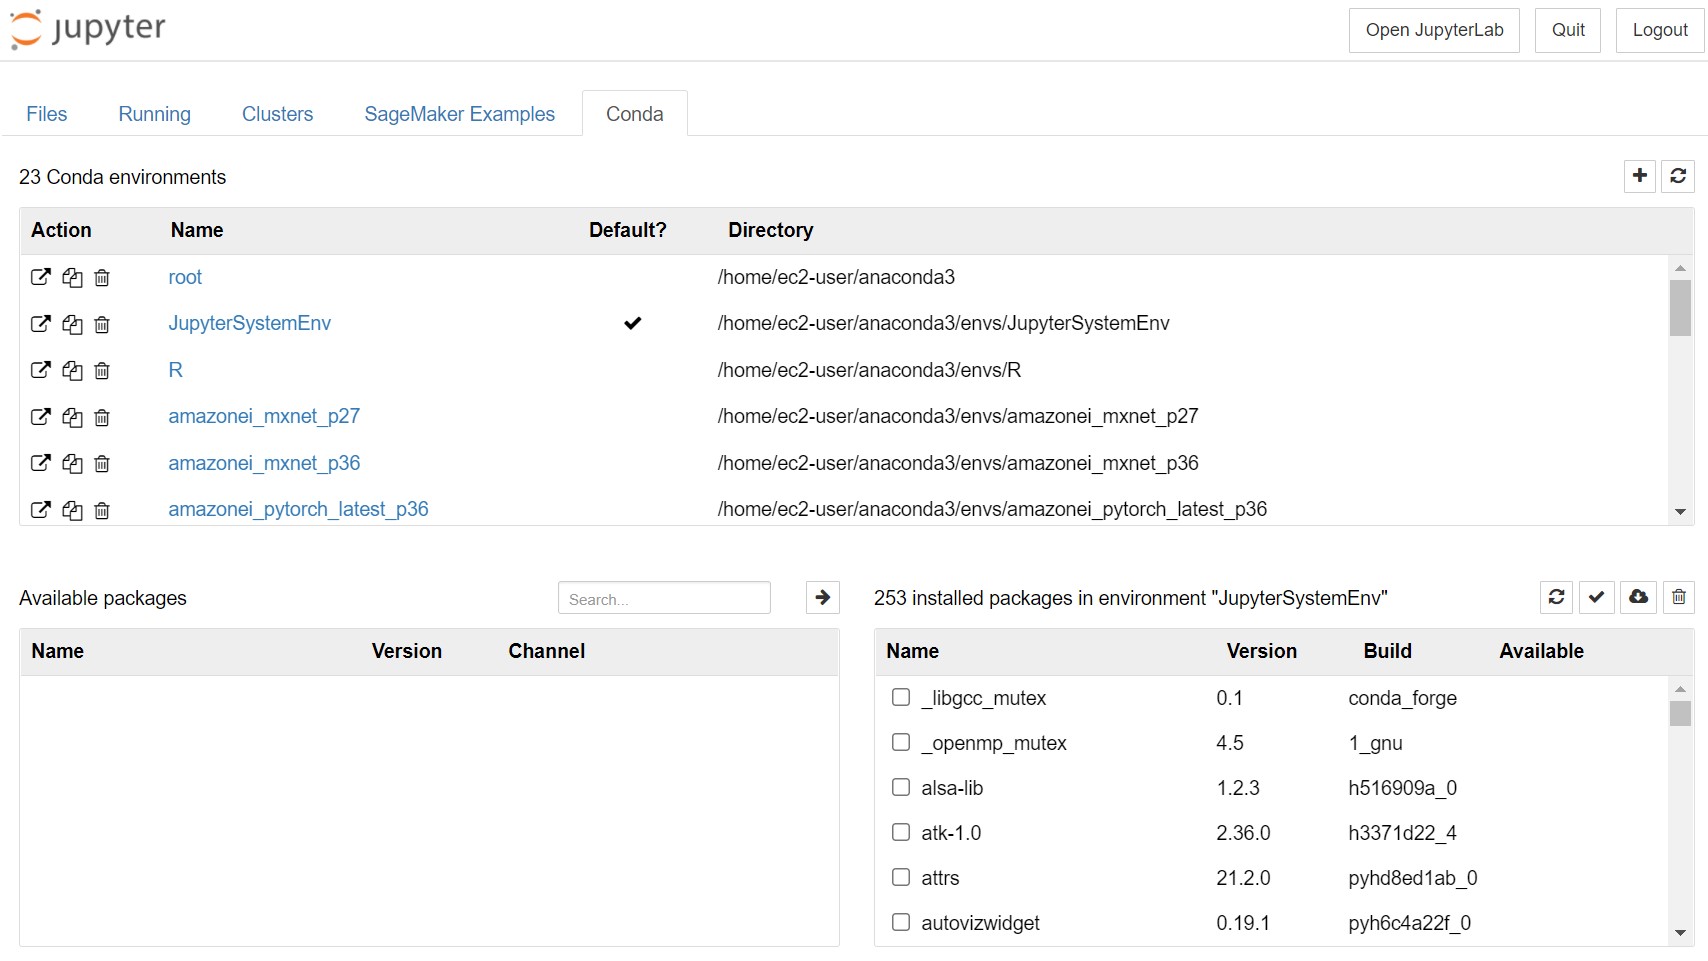 jupyter
Open JupyterLab Quit Logout
Files Running Clusters SageMaker Examples Conda
23 Conda environments
Action Name Default? Directory
root /home/ec2-user/anaconda3
JupyterSystemEnv /home/ec2-user/anaconda3/envs/JupyterSystemEnv
R /home/ec2-user/anaconda3/envs/R
amazonei_mxnet_p27 /home/ec2-user/anaconda3/envs/amazonei_mxnet_p27
amazonei_mxnet_p36 /home/ec2-user/anaconda3/envs/amazonei_mxnet_p36
amazonei_pytorch_latest_p36 /home/ec2-user/anaconda3/envs/amazonei_pytorch_latest_p36
Available packages Search...
Name Version Channel
253 installed packages in environment "JupyterSystemEnv"
Name Version Build Available
_libgcc_mutex 0.1 conda_forge
_openmp_mutex 4.5 1_gnu
alsa-lib 1.2.3 h516909a_0
atk-1.0 2.36.0 h3371d22_4
attrs 21.2.0 pyhd8ed1ab_0
autovizwidget 0.19.1 pyh6c4a22f_0